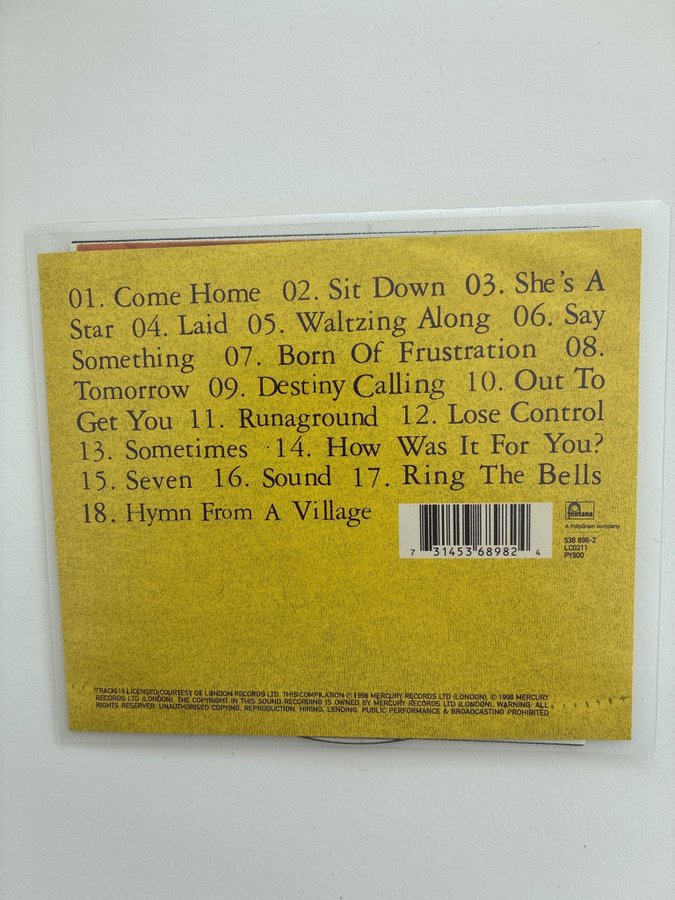 01. Come Home 02. Sit Down 03. She's A
Star 04. Laid 05. Waltzing Along 06. Say
Something 07. Born Of Frustration 08.
Tomorrow 09. Destiny Calling 10. Out To
Get You 11. Runaground 12. Lose Control
13. Sometimes 14. How Was It For You?
15. Seven 16. Sound 17. Ring The Bells
18. Hymn From A Village
fontana
A PolyGram company
536 898-2
LC0211
PY900
7 31453 68982 4
TRACK 18 LICENSED COURTESY OF LONDON RECORDS LTD. THIS COMPILATION ℗ 1998 MERCURY RECORDS LTD (LONDON). © 1998 MERCURY
RECORDS LTD (LONDON). THE COPYRIGHT IN THIS SOUND RECORDING IS OWNED BY MERCURY RECORDS LTD (LONDON). WARNING: ALL
RIGHTS RESERVED. UNAUTHORISED COPYING, REPRODUCTION, HIRING, LENDING, PUBLIC PERFORMANCE & BROADCASTING PROHIBITED